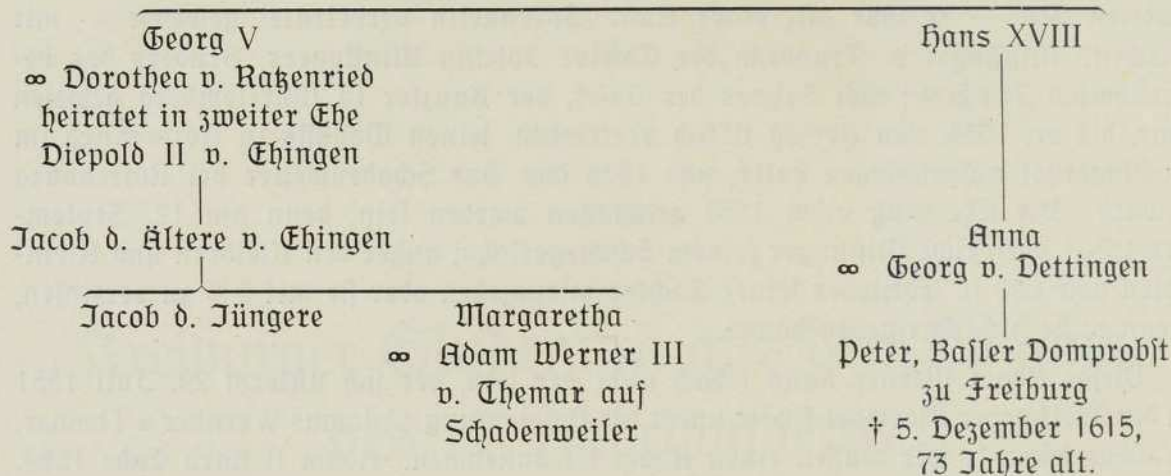 Georg V
∞ Dorothea v. Ratzenried
heiratet in zweiter Ehe
Diepold II v. Ehingen
Jacob d. Ältere v. Ehingen
Jacob d. Jüngere
Margaretha
∞ Adam Werner III
v. Themar auf
Schadenweiler
Hans XVIII
Anna
∞ Georg v. Dettingen
Peter, Basler Domprobst
zu Freiburg
† 5. Dezember 1615,
73 Jahre alt.